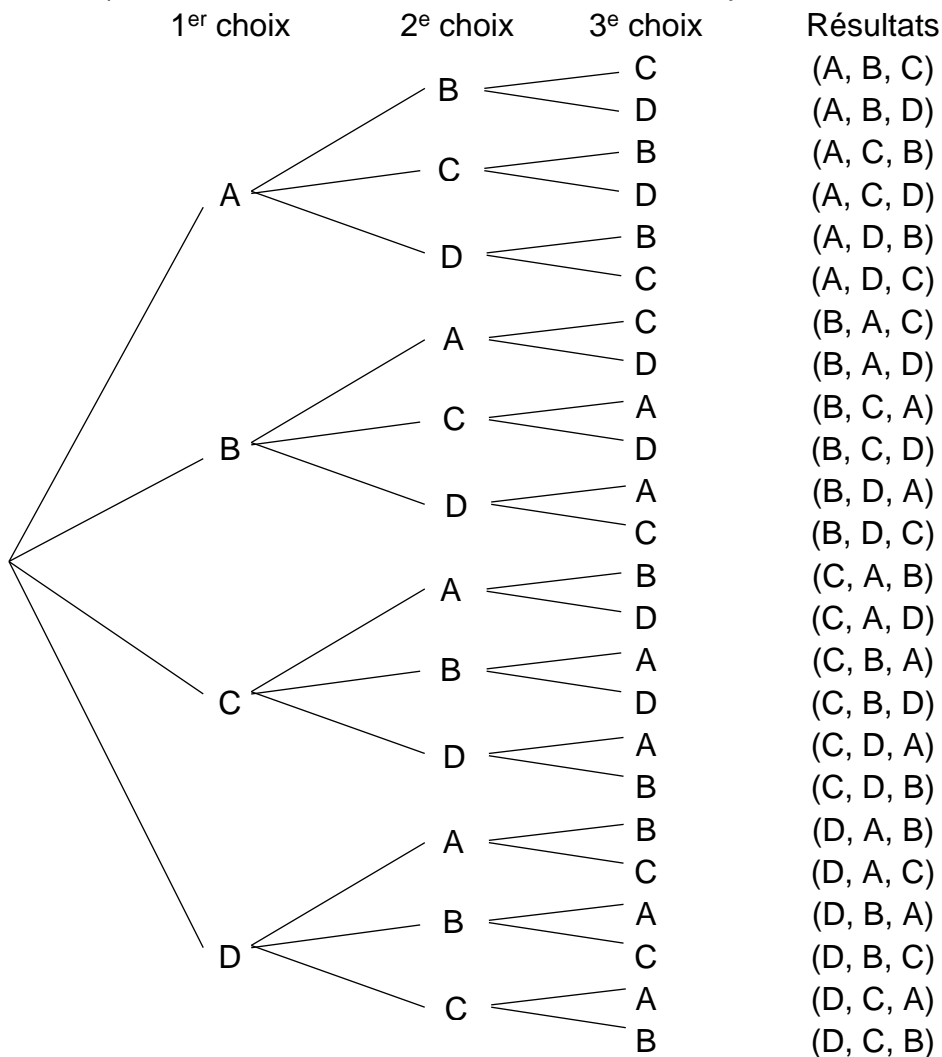 1er choix 2e choix 3e choix Résultats
C (A, B, C)
B
D (A, B, D)
B (A, C, B)
C
A D (A, C, D)
B (A, D, B)
D
C (A, D, C)
C (B, A, C)
A
D (B, A, D)
A (B, C, A)
C
B D (B, C, D)
A (B, D, A)
D
C (B, D, C)
B (C, A, B)
A
D (C, A, D)
A (C, B, A)
B
C D (C, B, D)
A (C, D, A)
D
B (C, D, B)
B (D, A, B)
A
C (D, A, C)
A (D, B, A)
B
D C (D, B, C)
A (D, C, A)
C
B (D, C, B)